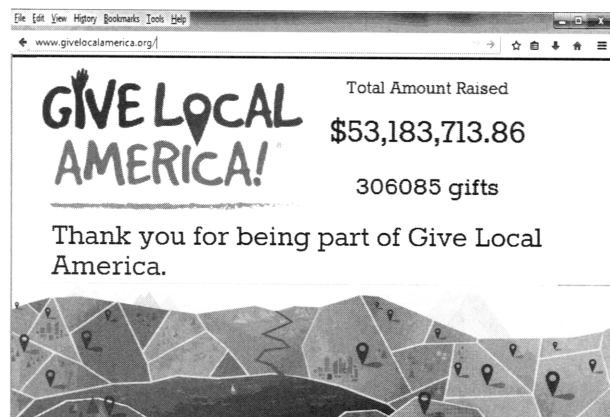 File Edit View History Bookmarks Tools Help
www.givelocalamerica.org/
GIVE LOCAL
AMERICA!
Total Amount Raised
$53,183,713.86
306085 gifts
Thank you for being part of Give Local
America.